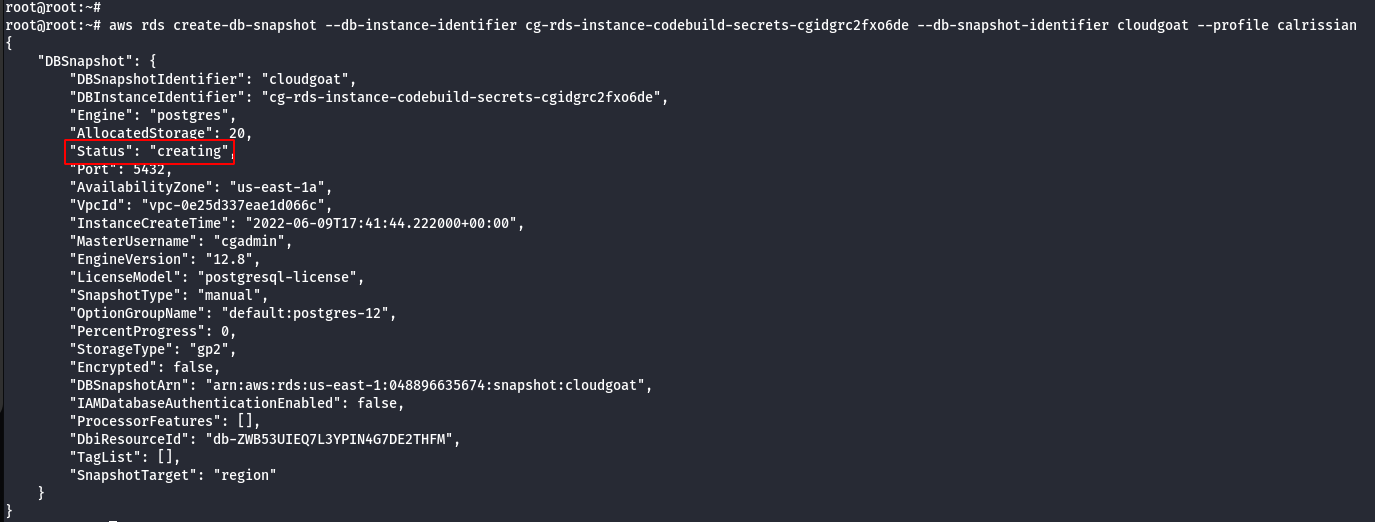 root@root:~#
root@root:~# aws rds create-db-snapshot --db-instance-identifier cg-rds-instance-codebuild-secrets-cgidgrc2fxo6de --db-snapshot-identifier cloudgoat --profile calrissian
{
    "DBSnapshot": {
        "DBSnapshotIdentifier": "cloudgoat",
        "DBInstanceIdentifier": "cg-rds-instance-codebuild-secrets-cgidgrc2fxo6de",
        "Engine": "postgres",
        "AllocatedStorage": 20,
        "Status": "creating",
        "Port": 5432,
        "AvailabilityZone": "us-east-1a",
        "VpcId": "vpc-0e25d337eae1d066c",
        "InstanceCreateTime": "2022-06-09T17:41:44.222000+00:00",
        "MasterUsername": "cgadmin",
        "EngineVersion": "12.8",
        "LicenseModel": "postgresql-license",
        "SnapshotType": "manual",
        "OptionGroupName": "default:postgres-12",
        "PercentProgress": 0,
        "StorageType": "gp2",
        "Encrypted": false,
        "DBSnapshotArn": "arn:aws:rds:us-east-1:048896635674:snapshot:cloudgoat",
        "IAMDatabaseAuthenticationEnabled": false,
        "ProcessorFeatures": [],
        "DbiResourceId": "db-ZWB53UIEQ7L3YPIN4G7DE2THFM",
        "TagList": [],
        "SnapshotTarget": "region"
    }
}